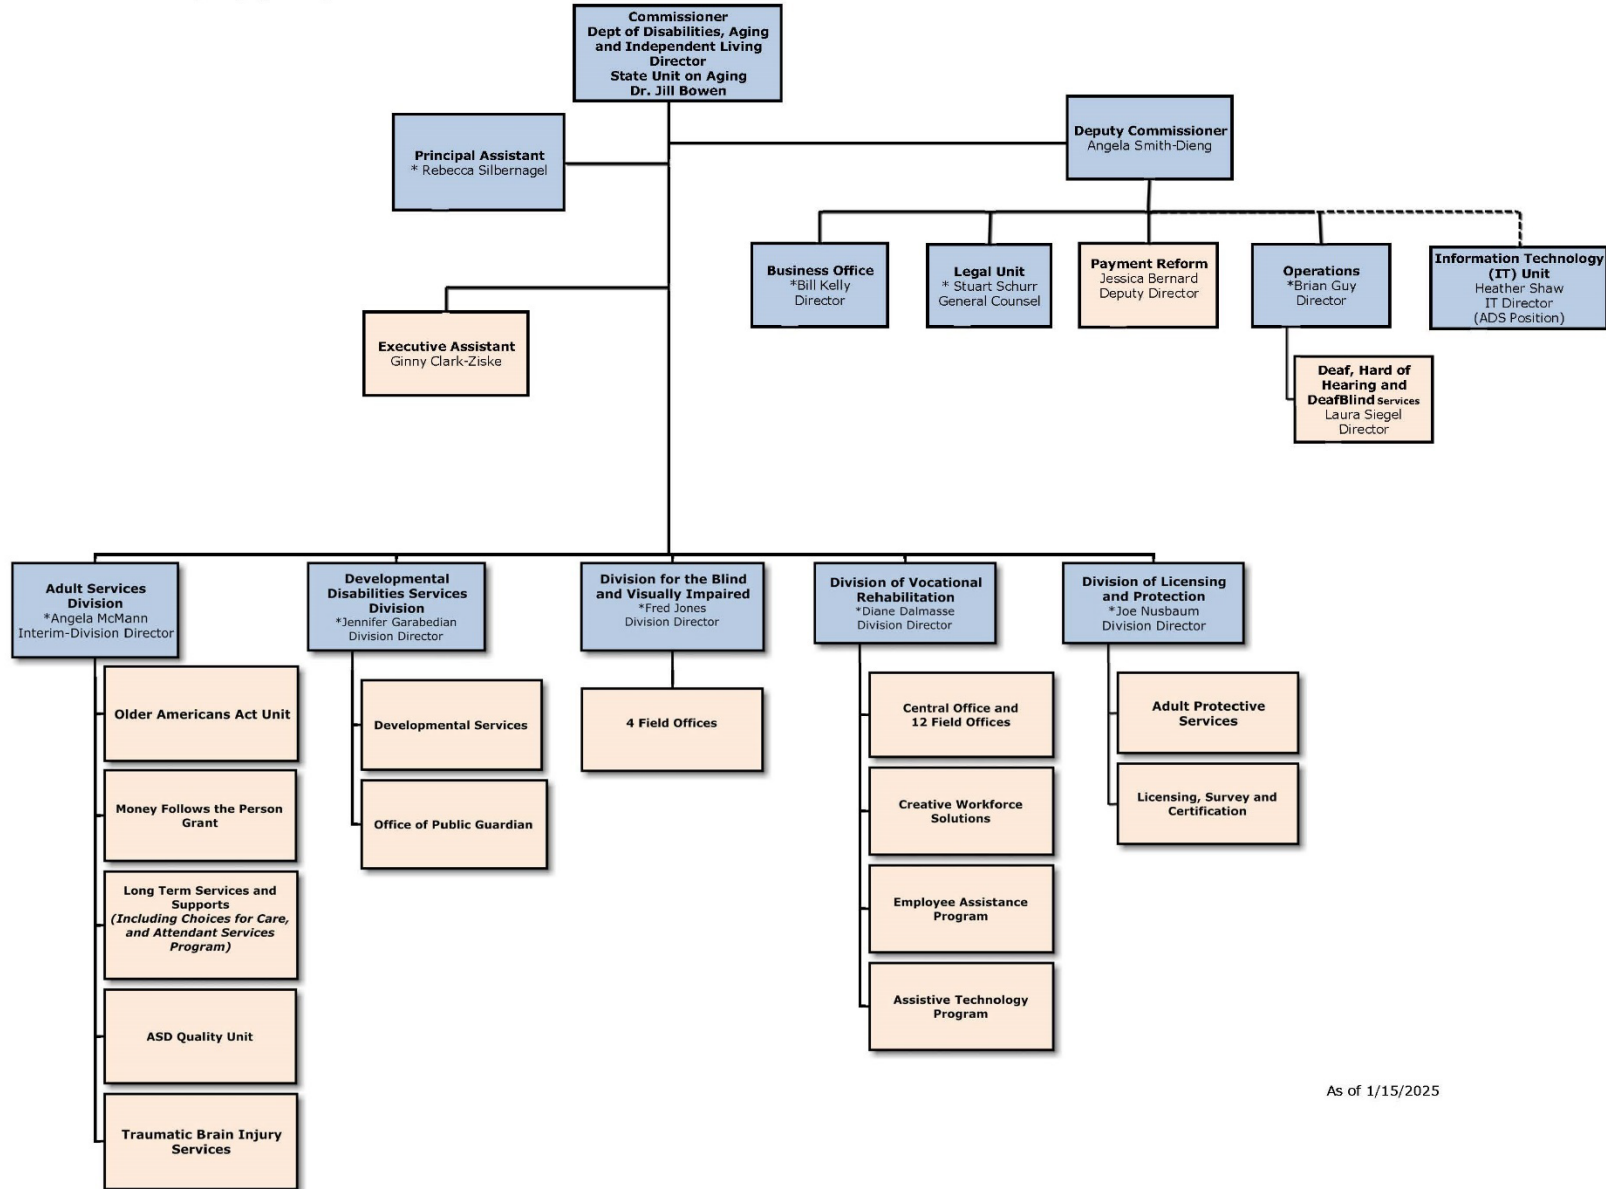 Commissioner
Dept of Disabilities, Aging
and Independent Living
Director
State Unit on Aging
Dr. Jill Bowen
Principal Assistant
* Rebecca Silbernagel
Deputy Commissioner
Angela Smith-Dieng
Business Office
*Bill Kelly
Director
Legal Unit
* Stuart Schurr
General Counsel
Payment Reform
Jessica Bernard
Deputy Director
Operations
*Brian Guy
Director
Information Technology
(IT) Unit
Heather Shaw
IT Director
(ADS Position)
Executive Assistant
Ginny Clark-Ziske
Deaf, Hard of
Hearing and
DeafBlind Services
Laura Siegel
Director
Adult Services
Division
*Angela McMann
Interim-Division Director
Developmental
Disabilities Services
Division
*Jennifer Garabedian
Division Director
Division for the Blind
and Visually Impaired
*Fred Jones
Division Director
Division of Vocational
Rehabilitation
*Diane Dalmasse
Division Director
Division of Licensing
and Protection
*Joe Nusbaum
Division Director
Older Americans Act Unit
Money Follows the Person
Grant
Long Term Services and
Supports
(Including Choices for Care,
and Attendant Services
Program)
ASD Quality Unit
Traumatic Brain Injury
Services
Developmental Services
Office of Public Guardian
4 Field Offices
Central Office and
12 Field Offices
Creative Workforce
Solutions
Employee Assistance
Program
Assistive Technology
Program
Adult Protective
Services
Licensing, Survey and
Certification
As of 1/15/2025